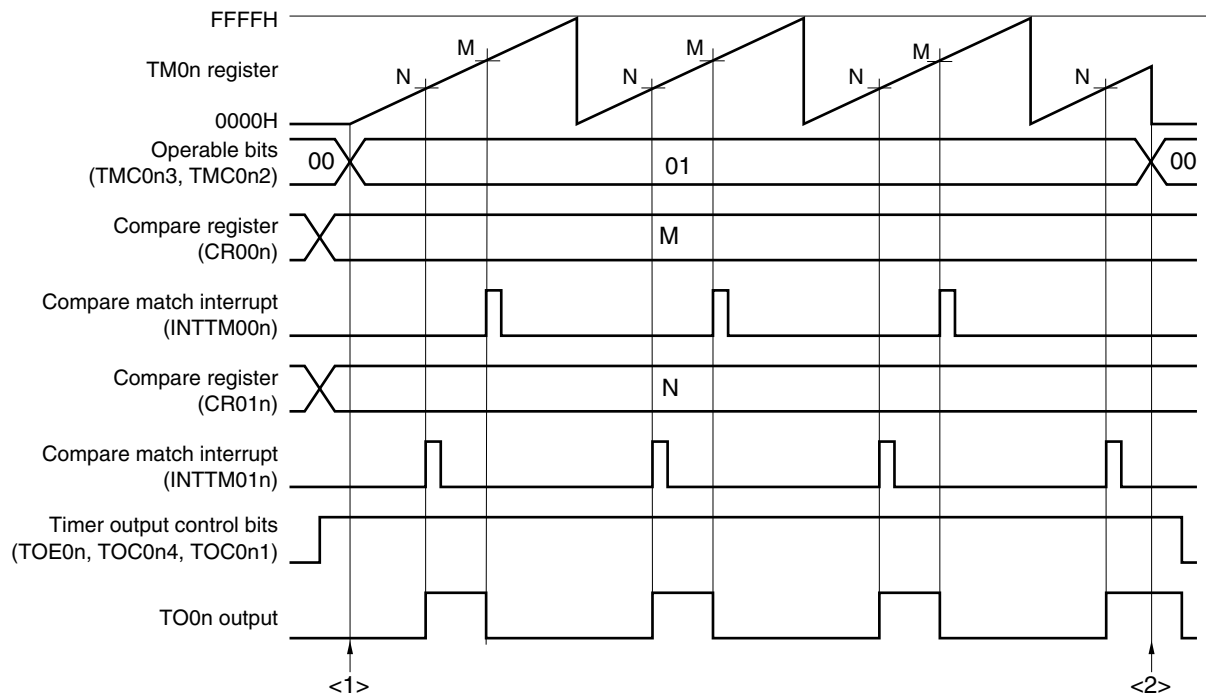 FFFFH
M
M
M
TM0n register
N
N
N
N
0000H
Operable bits
(TMC0n3, TMC0n2)
00
01
00
Compare register
(CR00n)
M
Compare match interrupt
(INTTM00n)
Compare register
(CR01n)
N
Compare match interrupt
(INTTM01n)
Timer output control bits
(TOE0n, TOC0n4, TOC0n1)
TO0n output
<1>
<2>